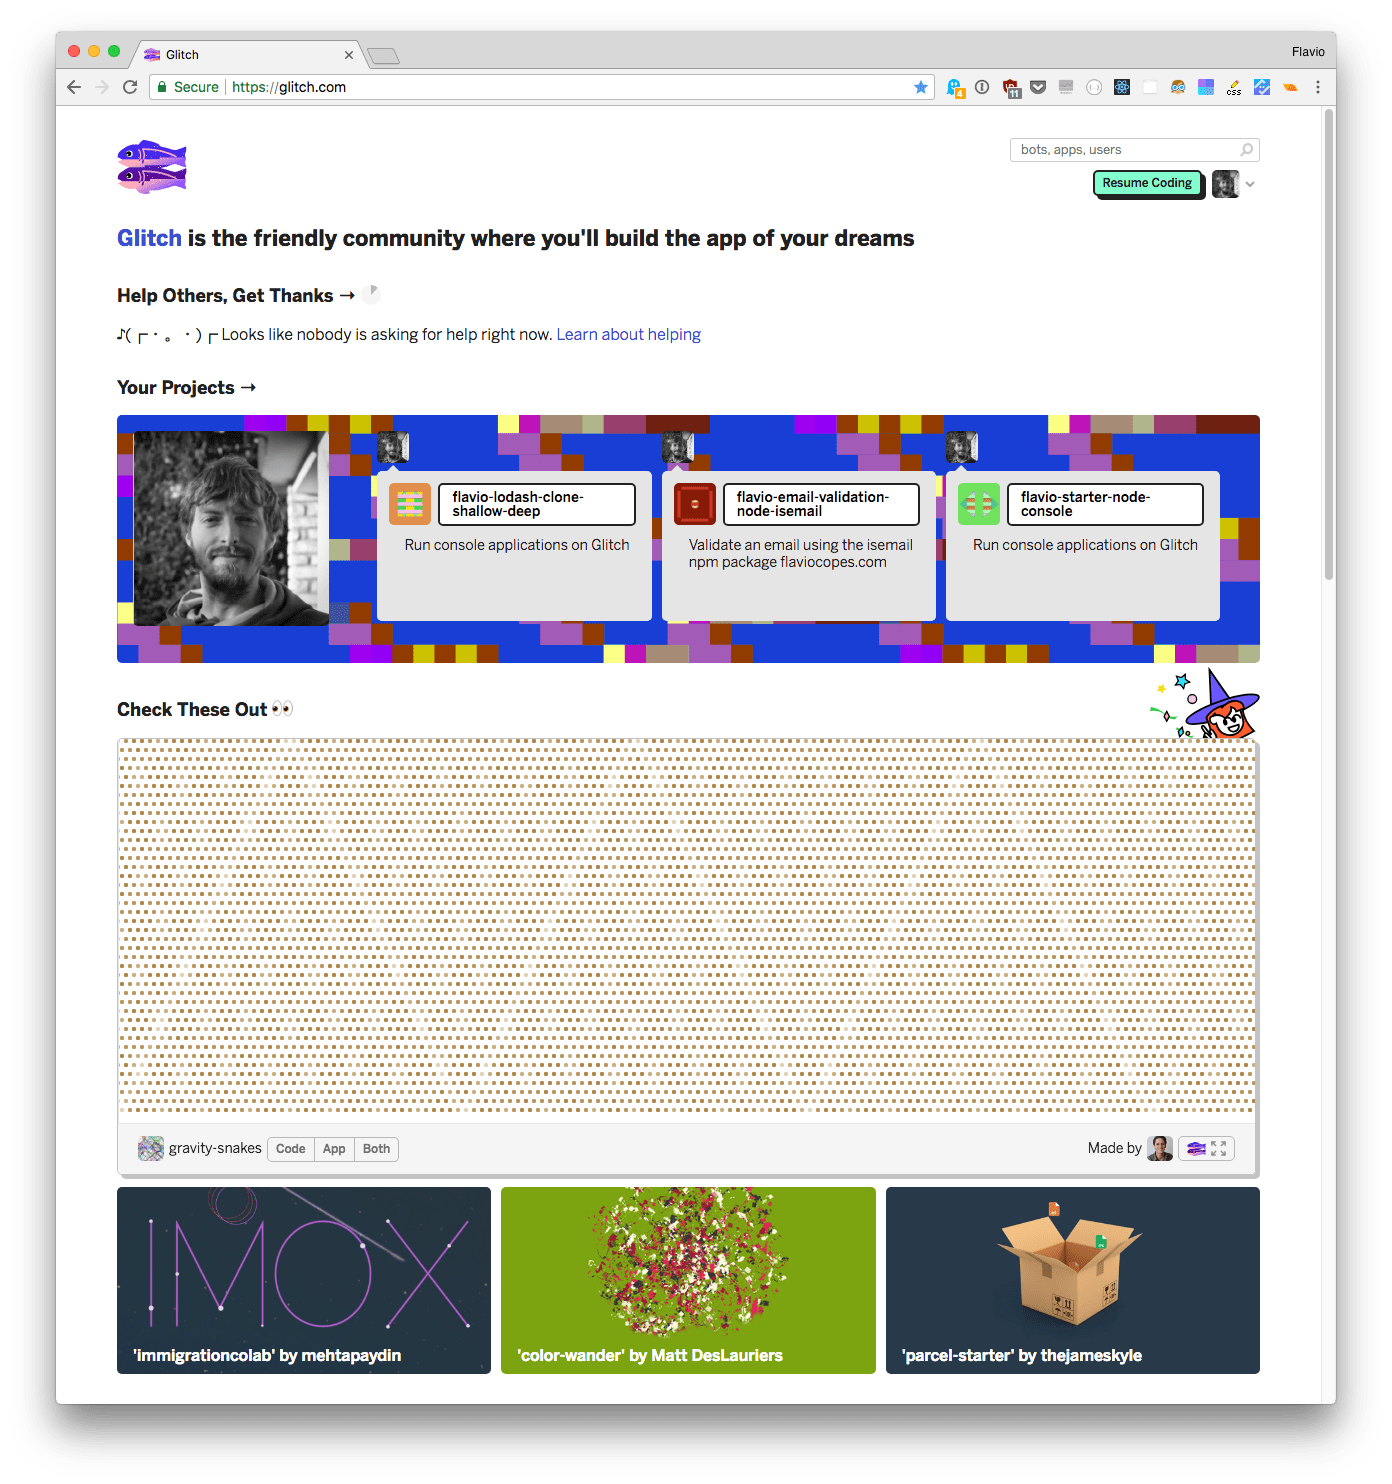 Glitch
Flavio
Secure https://glitch.com
4
11
css
bots, apps, users
Resume Coding
Glitch is the friendly community where you'll build the app of your dreams
Help Others, Get Thanks →
♪(┌・。・)┌ Looks like nobody is asking for help right now. Learn about helping
Your Projects →
flavio-lodash-clone-
shallow-deep
Run console applications on Glitch
flavio-email-validation-
node-isemail
Validate an email using the isemail
npm package flaviocopes.com
flavio-starter-node-
console
Run console applications on Glitch
Check These Out 👀
gravity-snakes Code App Both
Made by
IMOX
'immigrationcolab' by mehtapaydin
'color-wander' by Matt DesLauriers
'parcel-starter' by thejameskyle